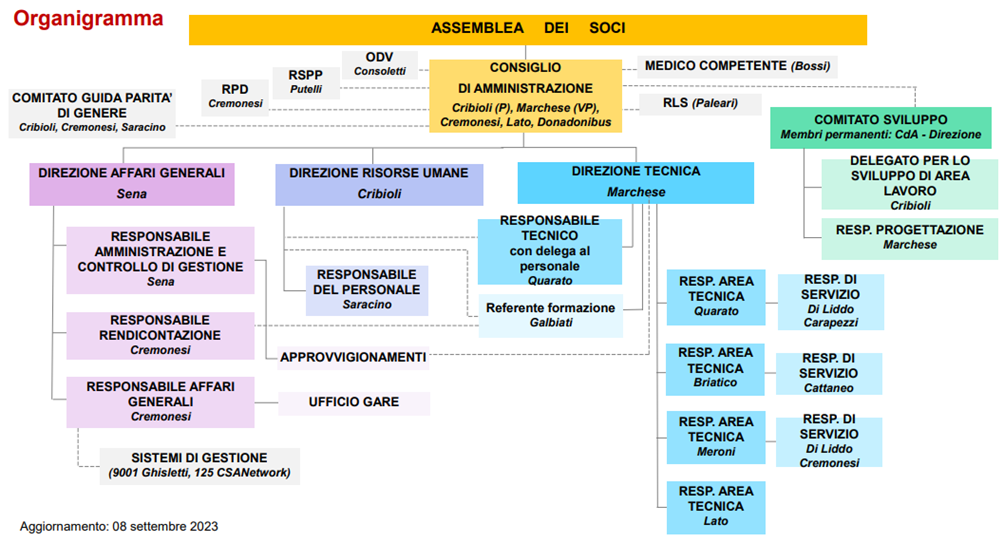 Organigramma
ASSEMBLEA DEI SOCI
ODV
Consoletti
RSPP
Putelli
RPD
Cremonesi
COMITATO GUIDA PARITA'
DI GENERE
Cribioli, Cremonesi, Saracino
CONSIGLIO
DI AMMINISTRAZIONE
Cribioli (P), Marchese (VP),
Cremonesi, Lato, Donadonibus
MEDICO COMPETENTE (Bossi)
RLS (Paleari)
COMITATO SVILUPPO
Membri permanenti: CdA - Direzione
DELEGATO PER LO
SVILUPPO DI AREA
LAVORO
Cribioli
RESP. PROGETTAZIONE
Marchese
DIREZIONE AFFARI GENERALI
Sena
DIREZIONE RISORSE UMANE
Cribioli
DIREZIONE TECNICA
Marchese
RESPONSABILE
AMMINISTRAZIONE E
CONTROLLO DI GESTIONE
Sena
RESPONSABILE
RENDICONTAZIONE
Cremonesi
RESPONSABILE AFFARI
GENERALI
Cremonesi
SISTEMI DI GESTIONE
(9001 Ghisletti, 125 CSANetwork)
APPROVVIGIONAMENTI
UFFICIO GARE
RESPONSABILE
DEL PERSONALE
Saracino
RESPONSABILE
TECNICO
con delega al
personale
Quarato
Referente formazione
Galbiati
RESP. AREA
TECNICA
Quarato
RESP. DI
SERVIZIO
Di Liddo
Carapezzi
RESP. AREA
TECNICA
Briatico
RESP. DI
SERVIZIO
Cattaneo
RESP. AREA
TECNICA
Meroni
RESP. DI
SERVIZIO
Di Liddo
Cremonesi
RESP. AREA
TECNICA
Lato
Aggiornamento: 08 settembre 2023